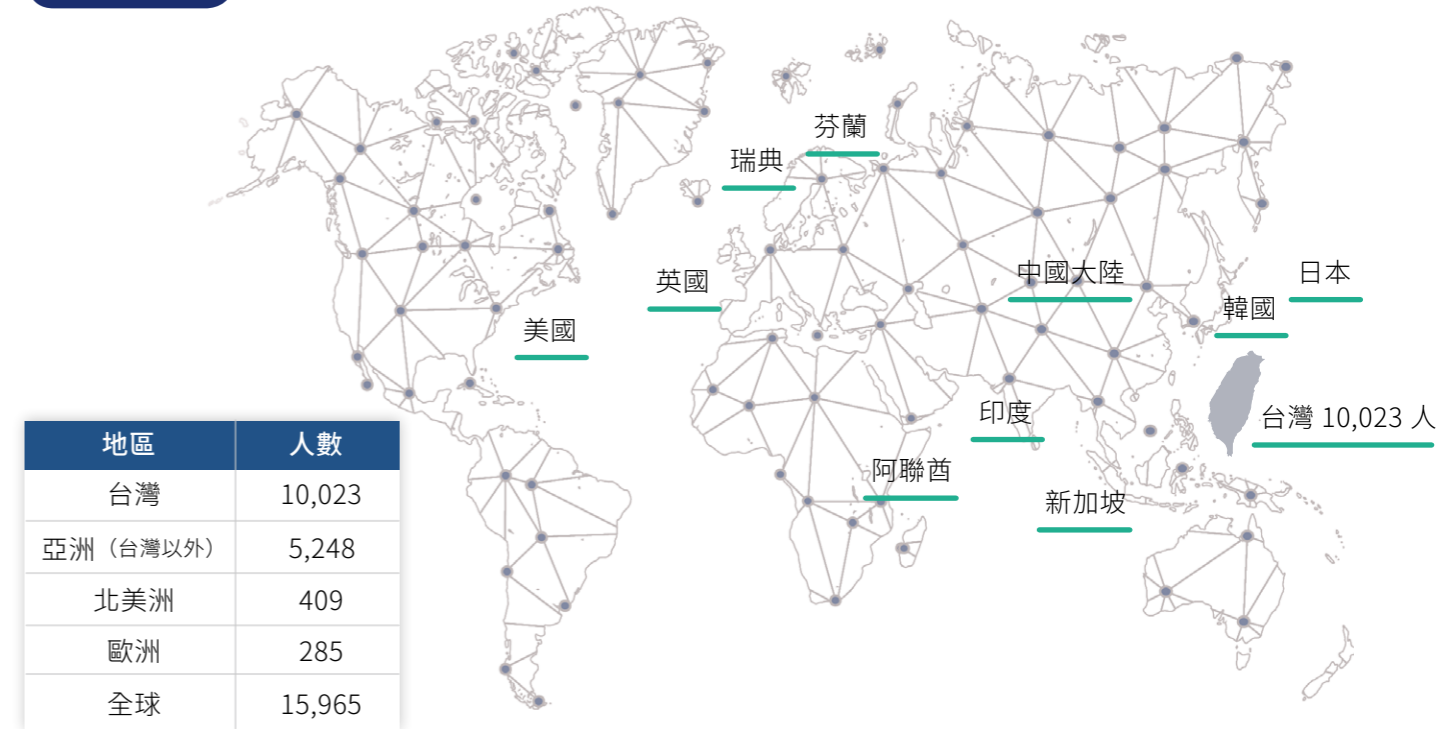 芬蘭
瑞典
中國大陸
日本
英國
韓國
美國
印度
台灣 10,023 人
阿聯酋
新加坡
地區 人數
台灣 10,023
亞洲（台灣以外） 5,248
北美洲 409
歐洲 285
全球 15,965